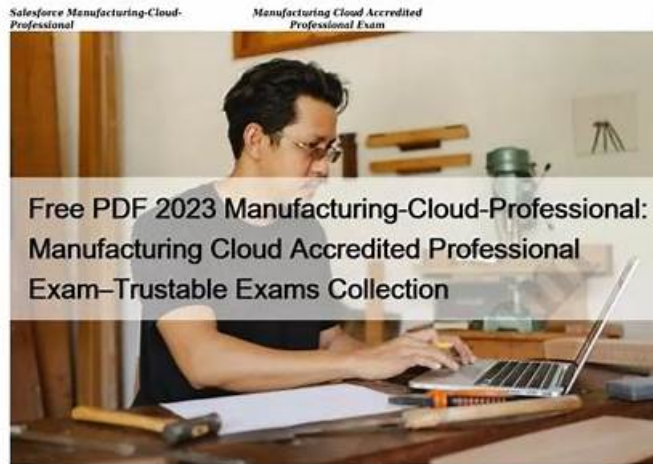 Salesforce Manufacturing-Cloud-
Professional
Manufacturing Cloud Accredited
Professional Exam
Free PDF 2023 Manufacturing-Cloud-Professional:
Manufacturing Cloud Accredited Professional
Exam–Trustable Exams Collection